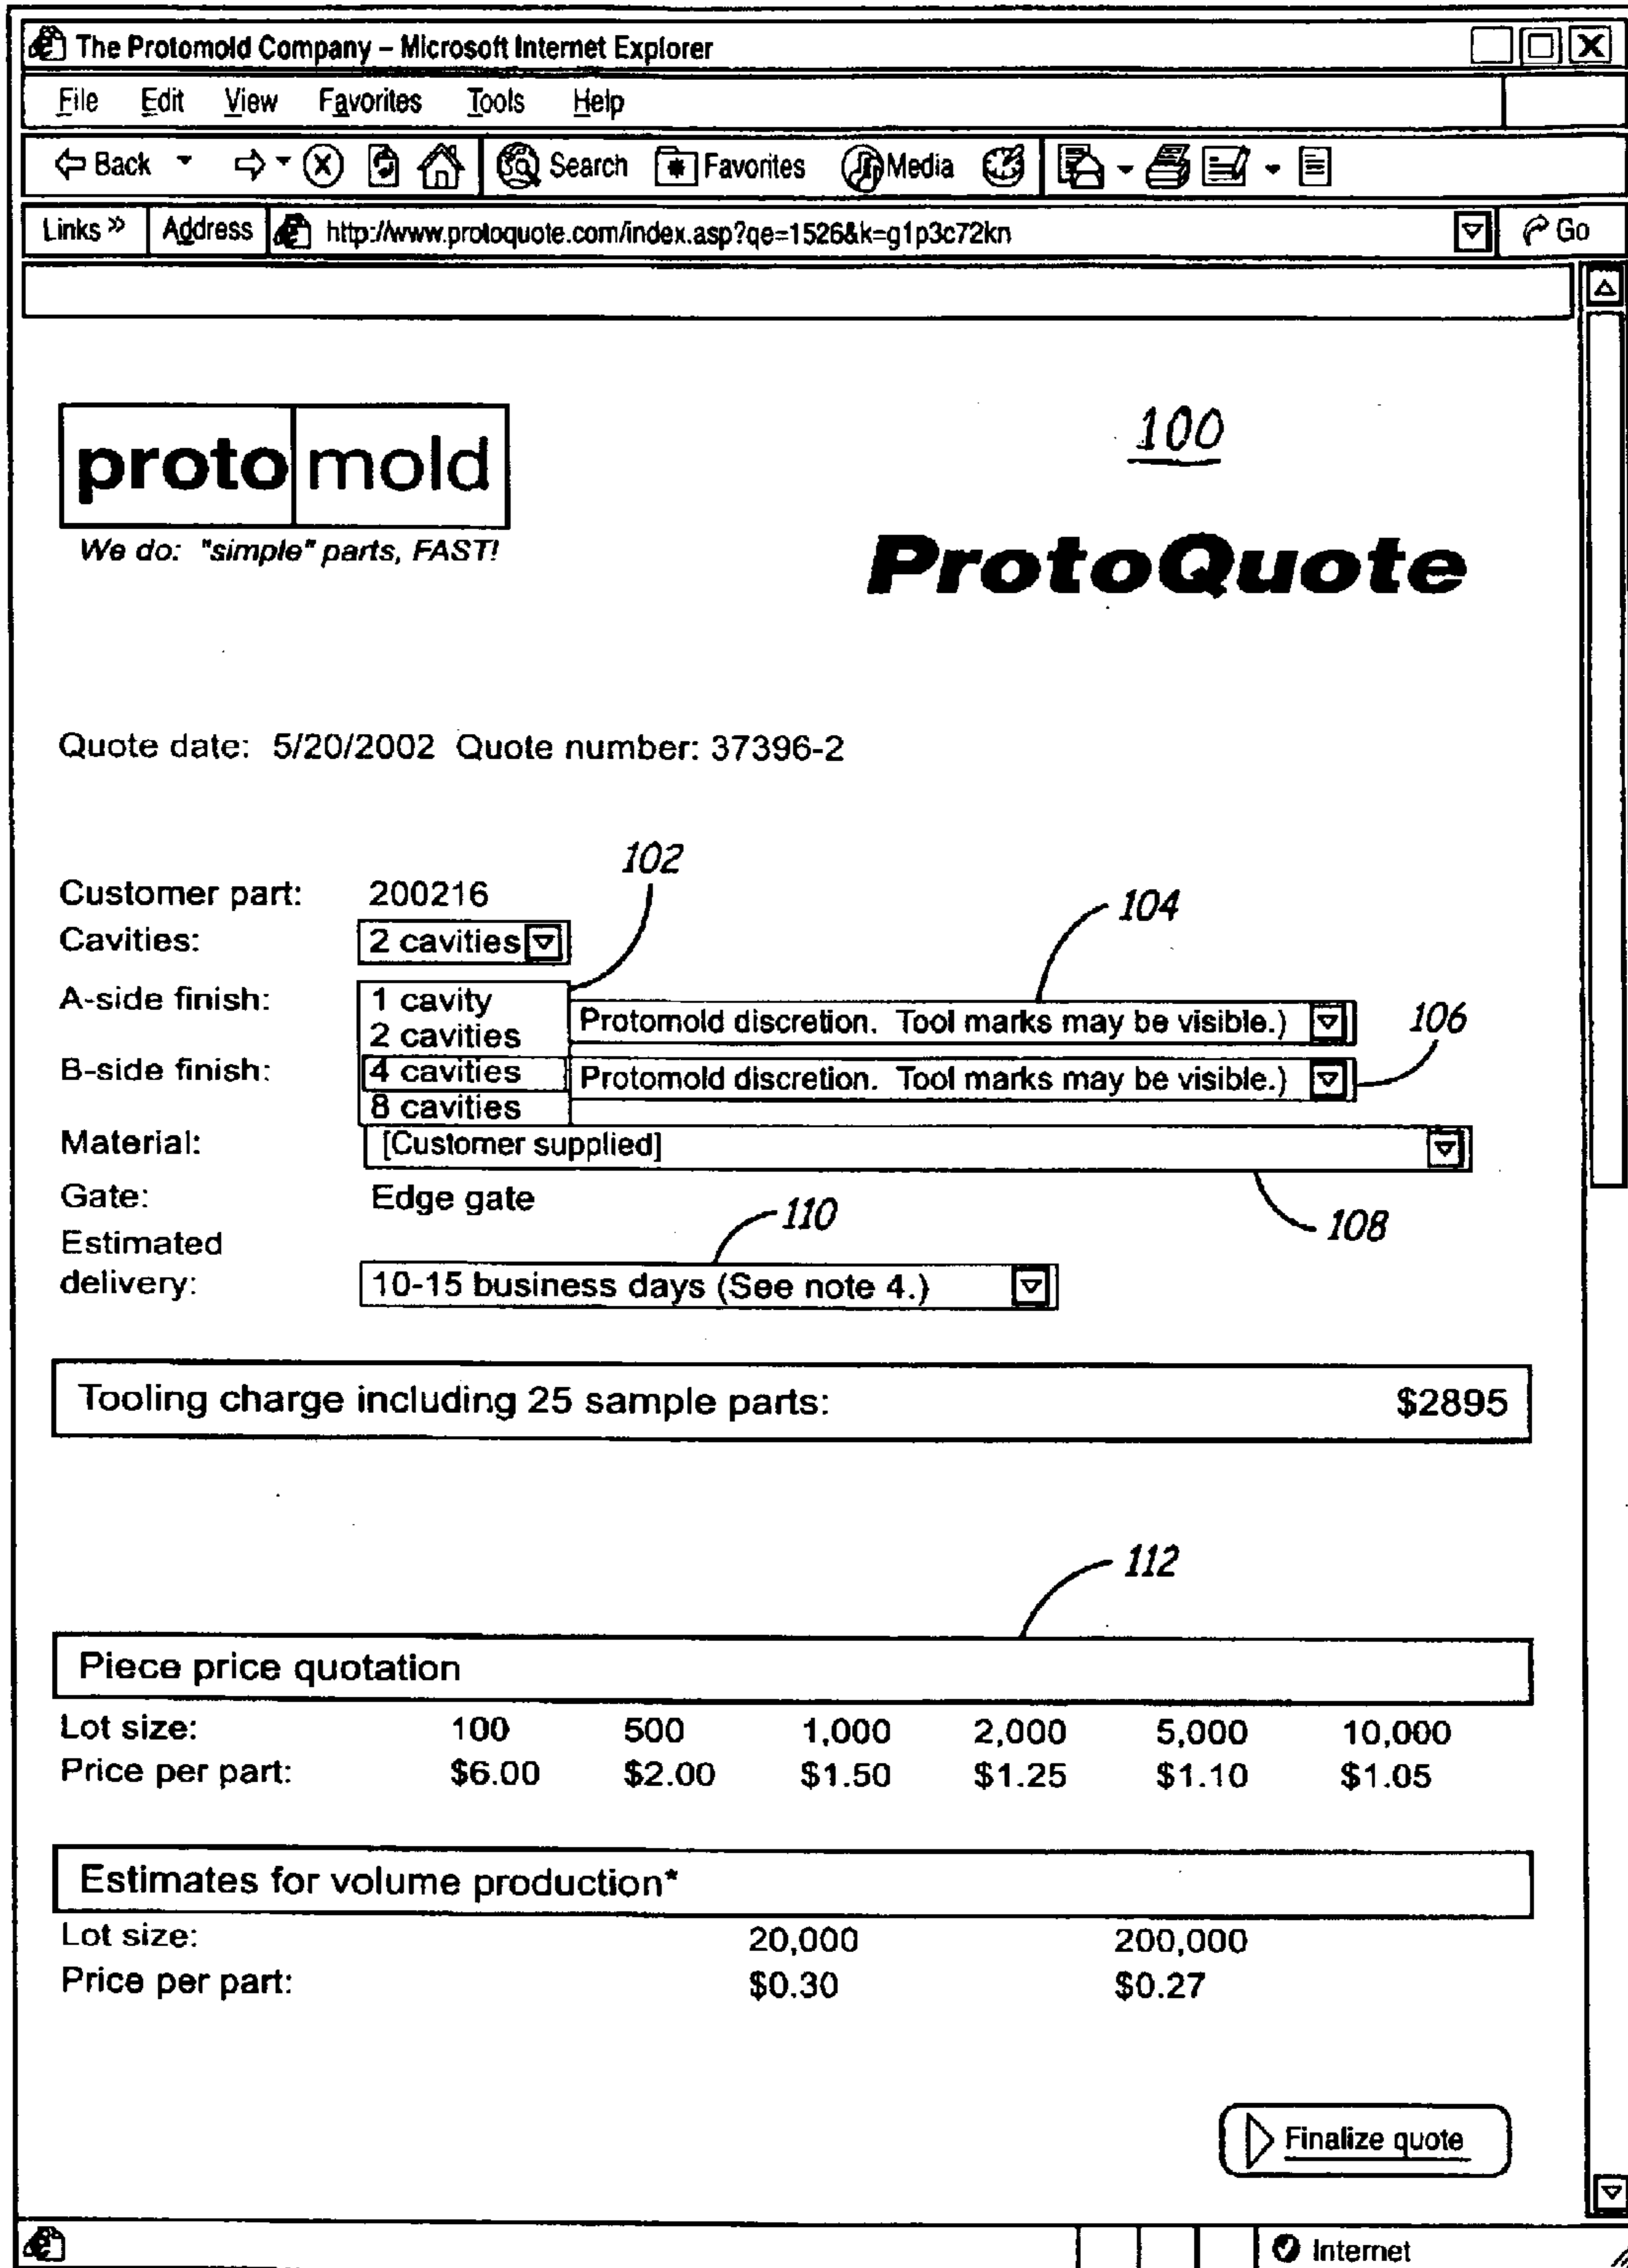 The Protomold Company – Microsoft Internet Explorer
File Edit View Favorites Tools Help
Back Search Favorites Media
Links » Address http://www.protoquote.com/index.asp?qe=1526&k=g1p3c72kn Go
protomold
We do: "simple" parts, FAST!
100
ProtoQuote
Quote date: 5/20/2002 Quote number: 37396-2
102
Customer part: 200216
104
Cavities: 2 cavities
A-side finish: 1 cavity
Protomold discretion. Tool marks may be visible.)
106
2 cavities
B-side finish: 4 cavities Protomold discretion. Tool marks may be visible.)
8 cavities
Material: [Customer supplied]
Gate: Edge gate
110
108
Estimated
delivery: 10-15 business days (See note 4.)
Tooling charge including 25 sample parts: $2895
112
Piece price quotation
Lot size: 100 500 1,000 2,000 5,000 10,000
Price per part: $6.00 $2.00 $1.50 $1.25 $1.10 $1.05
Estimates for volume production*
Lot size: 20,000 200,000
Price per part: $0.30 $0.27
Finalize quote
Internet